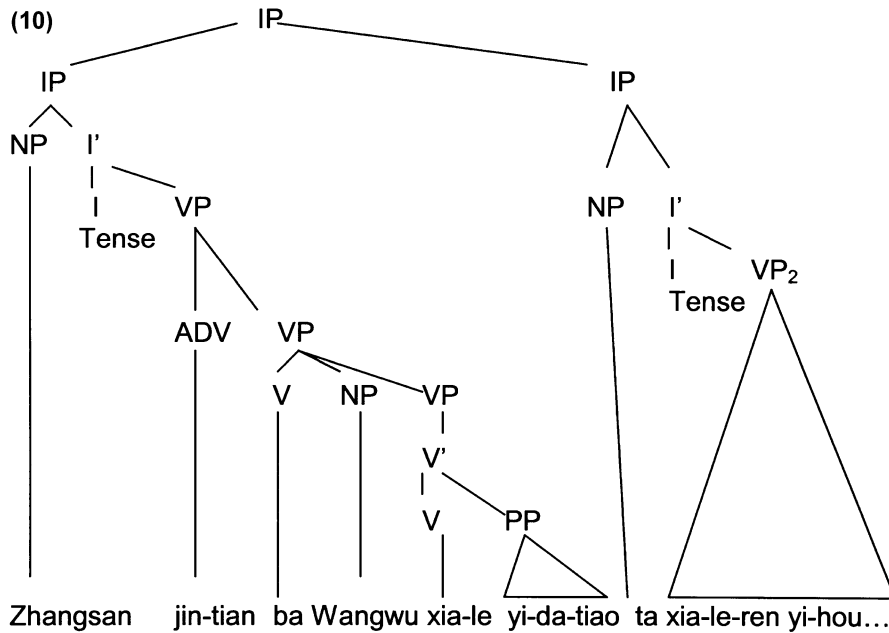 (10) IP
IP IP
NP I’
I VP NP I’
Tense I VP₂
Tense
ADV VP
V NP VP
V’
V PP
Zhangsan jin-tian ba Wangwu xia-le yi-da-tiao ta xia-le-ren yi-hou…